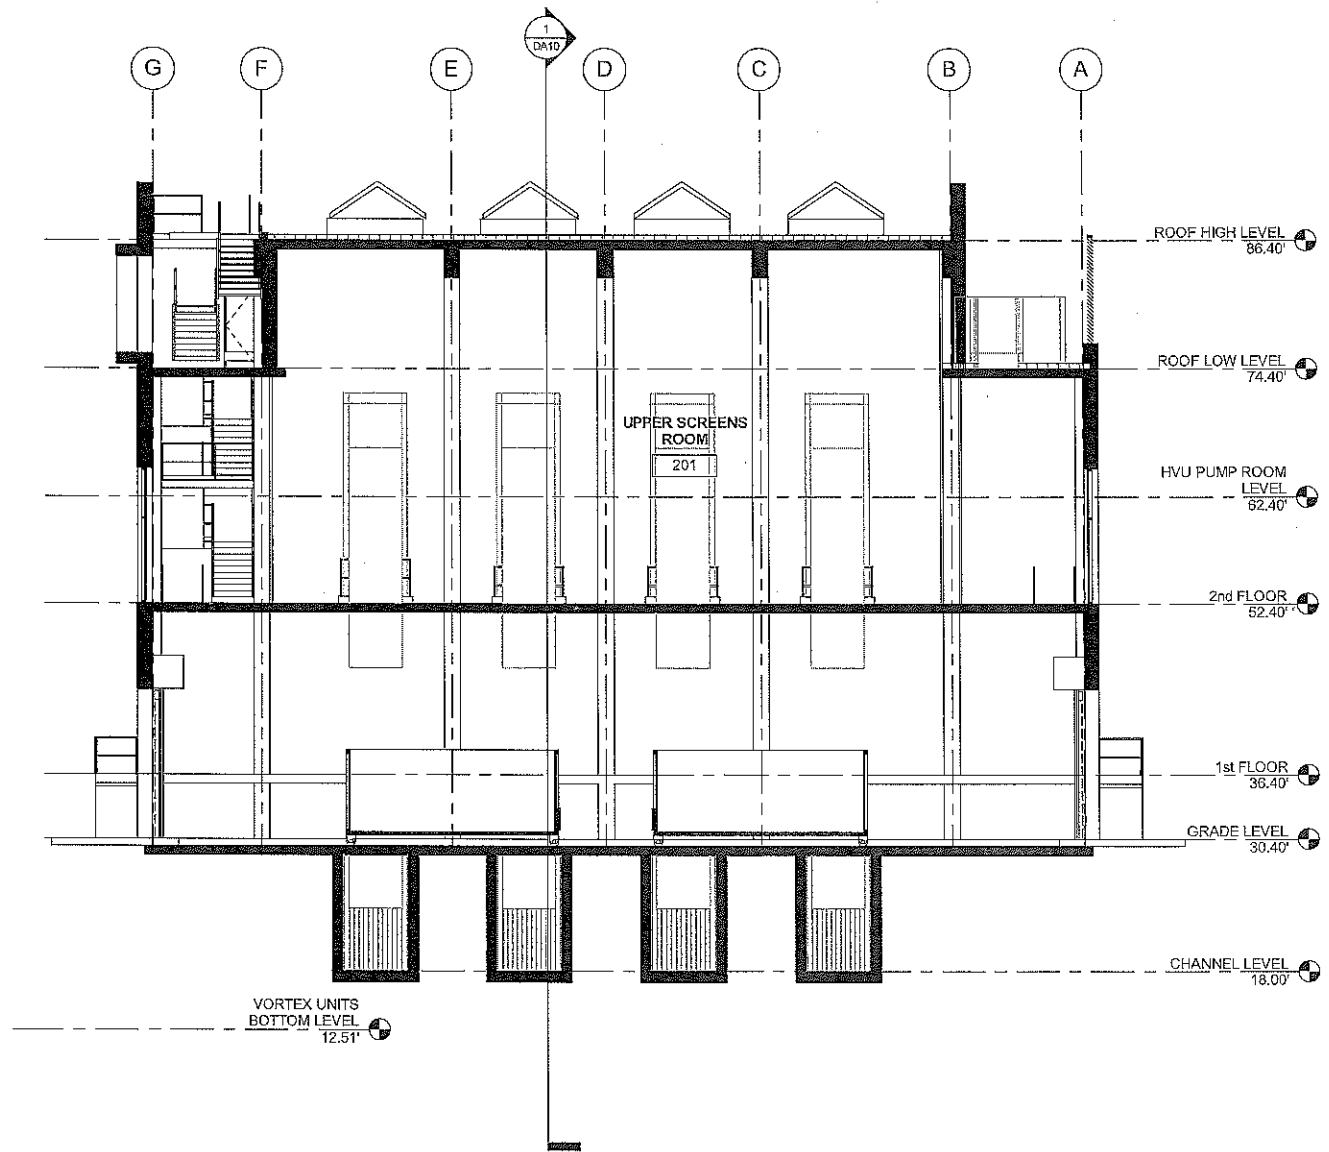 1
DA10
G
F
E
D
C
B
A
ROOF HIGH LEVEL
86.40'
ROOF LOW LEVEL
74.40'
UPPER SCREENS
ROOM
201
HVU PUMP ROOM
LEVEL
62.40'
2nd FLOOR
52.40'
1st FLOOR
36.40'
GRADE LEVEL
30.40'
CHANNEL LEVEL
18.00'
VORTEX UNITS
BOTTOM LEVEL
12.51'